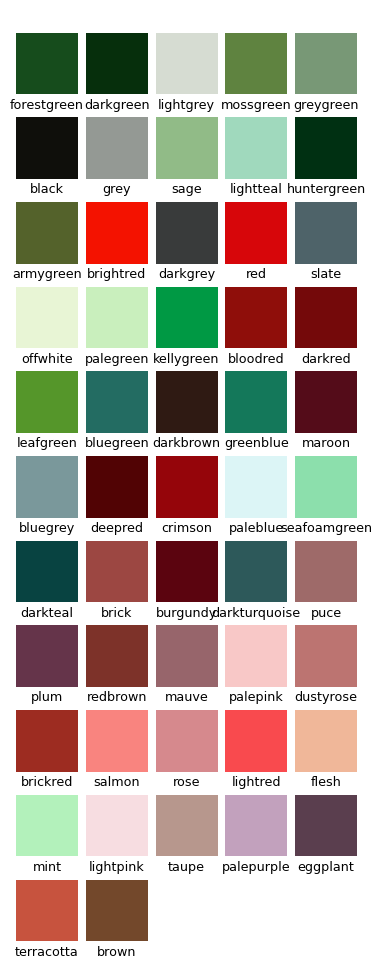 forestgreen darkgreen lightgrey mossgreen greygreen
black grey sage lightteal huntergreen
armygreen brightred darkgrey red slate
offwhite palegreen kellygreen bloodred darkred
leafgreen bluegreen darkbrown greenblue maroon
bluegrey deepred crimson paleblue seafoamgreen
darkteal brick burgundy darkturquoise puce
plum redbrown mauve palepink dustyrose
brickred salmon rose lightred flesh
mint lightpink taupe palepurple eggplant
terracotta brown